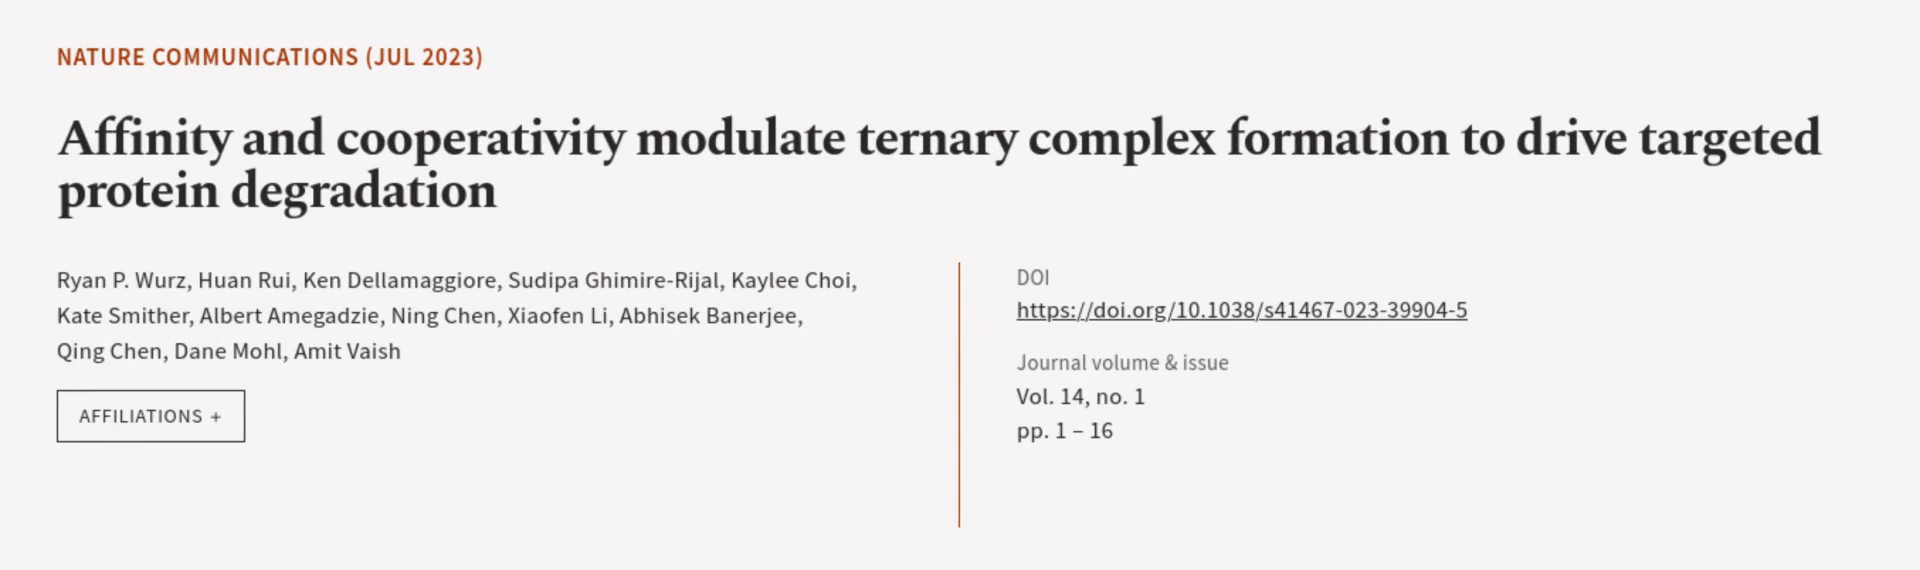 NATURE COMMUNICATIONS (JUL 2023)
Affinity and cooperativity modulate ternary complex formation to drive targeted
protein degradation
Ryan P. Wurz, Huan Rui, Ken Dellamaggiore, Sudipa Ghimire-Rijal, Kaylee Choi,
Kate Smither, Albert Amegadzie, Ning Chen, Xiaofen Li, Abhisek Banerjee,
Qing Chen, Dane Mohl, Amit Vaish
AFFILIATIONS +
DOI
https://doi.org/10.1038/s41467-023-39904-5
Journal volume & issue
Vol. 14, no. 1
pp. 1 – 16